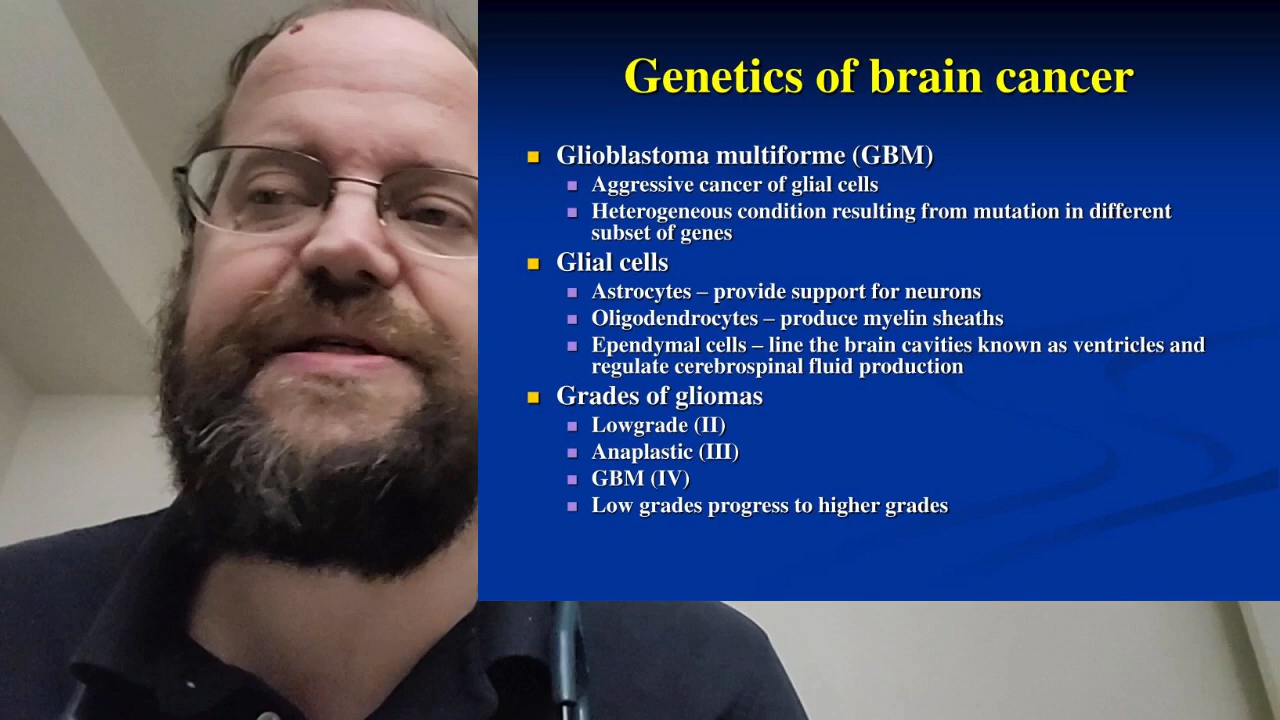 Genetics of brain cancer
Glioblastoma multiforme (GBM)
Aggressive cancer of glial cells
Heterogeneous condition resulting from mutation in different
subset of genes
Glial cells
Astrocytes – provide support for neurons
Oligodendrocytes – produce myelin sheaths
Ependymal cells – line the brain cavities known as ventricles and
regulate cerebrospinal fluid production
Grades of gliomas
Lowgrade (II)
Anaplastic (III)
GBM (IV)
Low grades progress to higher grades